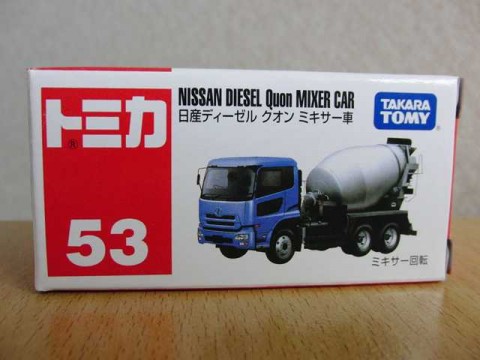 トミカ
®
53
NISSAN DIESEL Quon MIXER CAR
日産ディーゼル クオン ミキサー車
TAKARA
TOMY
ミキサー回転